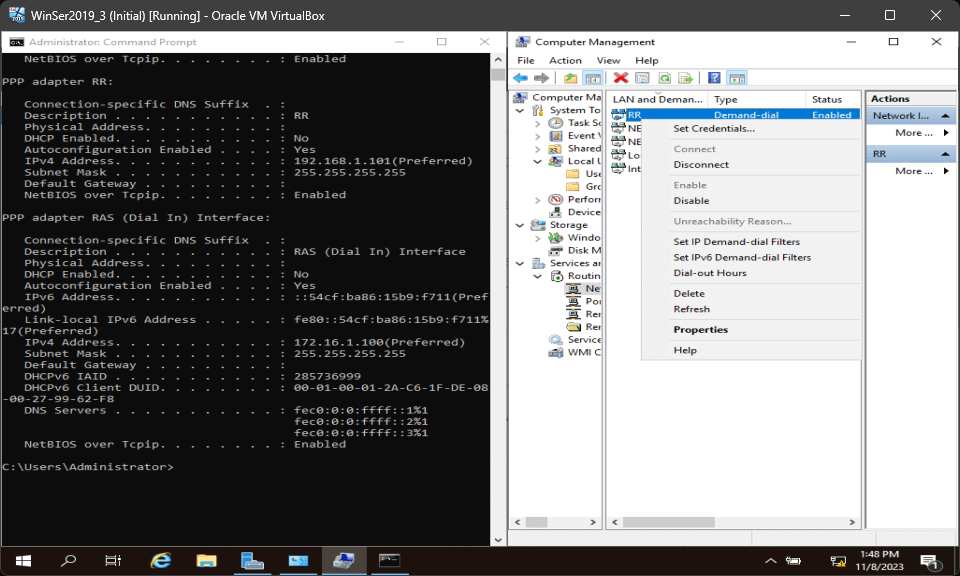 WinSer2019_3 (Initial) [Running] - Oracle VM VirtualBox
Administrator: Command Prompt
NetBIOS over Tcpip. . . . . . . . : Enabled
PPP adapter RR:
Connection-specific DNS Suffix  . :
Description . . . . . . . . . . . : RR
Physical Address. . . . . . . . . :
DHCP Enabled. . . . . . . . . . . : No
Autoconfiguration Enabled . . . . : Yes
IPv4 Address. . . . . . . . . . . : 192.168.1.101(Preferred)
Subnet Mask . . . . . . . . . . . : 255.255.255.255
Default Gateway . . . . . . . . . :
NetBIOS over Tcpip. . . . . . . . : Enabled
PPP adapter RAS (Dial In) Interface:
Connection-specific DNS Suffix  . :
Description . . . . . . . . . . . : RAS (Dial In) Interface
Physical Address. . . . . . . . . :
DHCP Enabled. . . . . . . . . . . : No
Autoconfiguration Enabled . . . . : Yes
IPv6 Address. . . . . . . . . . . : ::54cf:ba86:15b9:f711(Pref
erred)
Link-local IPv6 Address . . . . . : fe80::54cf:ba86:15b9:f711%
17(Preferred)
IPv4 Address. . . . . . . . . . . : 172.16.1.100(Preferred)
Subnet Mask . . . . . . . . . . . : 255.255.255.255
Default Gateway . . . . . . . . . :
DHCPv6 IAID . . . . . . . . . . . : 285736999
DHCPv6 Client DUID. . . . . . . . : 00-01-00-01-2A-C6-1F-DE-08
-00-27-99-62-F8
DNS Servers . . . . . . . . . . . : fec0:0:0:ffff::1%1
fec0:0:0:ffff::2%1
fec0:0:0:ffff::3%1
NetBIOS over Tcpip. . . . . . . . : Enabled
C:\Users\Administrator>
Computer Management
File Action View Help
Computer Ma
System To
Task Sc
Event V
Shared
Local U
Use
Gro
Perforn
Device
Storage
Windo
Disk M
Services ar
Routin
Ne
Por
Rer
Rer
Service
WMI C
LAN and Deman... Type Status
RR Demand-dial Enabled
NE
NE
Lo
Int
Set Credentials...
Connect
Disconnect
Enable
Disable
Unreachability Reason...
Set IP Demand-dial Filters
Set IPv6 Demand-dial Filters
Dial-out Hours
Delete
Refresh
Properties
Help
Actions
Network I...
More ...
RR
More ...
1:48 PM
11/8/2023
1